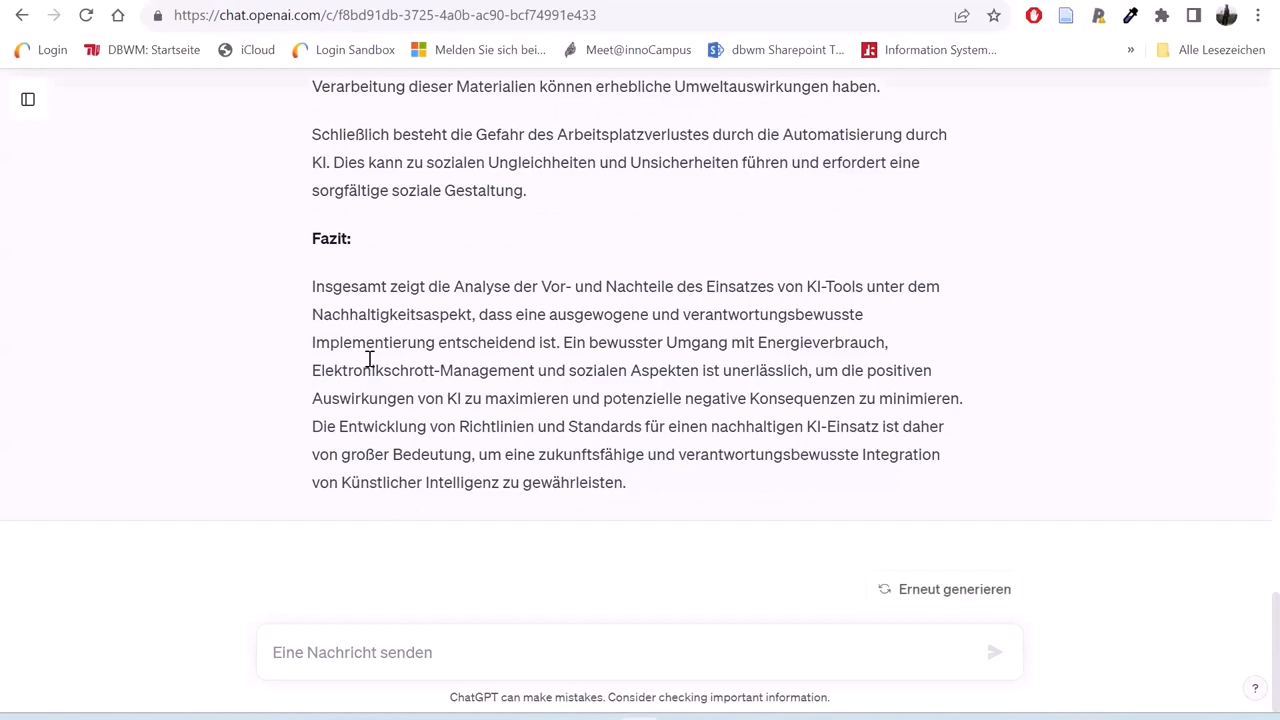 https://chat.openai.com/c/f8bd91db-3725-4a0b-ac90-bcf74991e433
Login
DBWM: Startseite
iCloud
Login Sandbox
Melden Sie sich bei...
Meet@innoCampus
dbwm Sharepoint T...
Information System...
»
Alle Lesezeichen
Verarbeitung dieser Materialien können erhebliche Umweltauswirkungen haben.
Schließlich besteht die Gefahr des Arbeitsplatzverlustes durch die Automatisierung durch
KI. Dies kann zu sozialen Ungleichheiten und Unsicherheiten führen und erfordert eine
sorgfältige soziale Gestaltung.
Fazit:
Insgesamt zeigt die Analyse der Vor- und Nachteile des Einsatzes von KI-Tools unter dem
Nachhaltigkeitsaspekt, dass eine ausgewogene und verantwortungsbewusste
Implementierung entscheidend ist. Ein bewusster Umgang mit Energieverbrauch,
Elektronikschrott-Management und sozialen Aspekten ist unerlässlich, um die positiven
Auswirkungen von KI zu maximieren und potenzielle negative Konsequenzen zu minimieren.
Die Entwicklung von Richtlinien und Standards für einen nachhaltigen KI-Einsatz ist daher
von großer Bedeutung, um eine zukunftsfähige und verantwortungsbewusste Integration
von Künstlicher Intelligenz zu gewährleisten.
Erneut generieren
Eine Nachricht senden
ChatGPT can make mistakes. Consider checking important information.
?